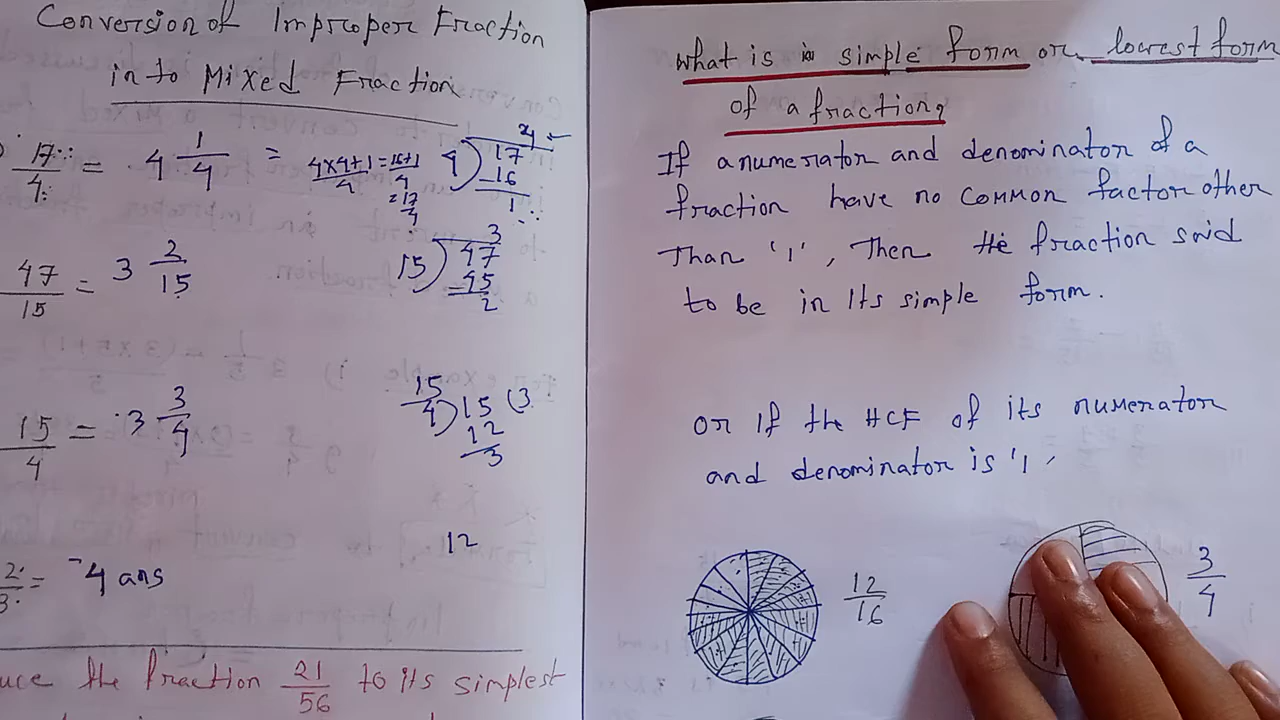 Conversion of Improper Fraction
in to Mixed Fraction
17/4 = 4 1/4 = 4x4+1/4 = 16+1/4
= 17/4
4) 17
4
-16
1
47/15 = 3 2/15
15) 47
3
-45
2
15/4 = 3 3/4
15/4
4) 15 (3
12
3
12
= 4 ans
uce the fraction 21/56 to its simplest
what is simple form or lowest form
of a fraction?
If a numerator and denominator of a
fraction have no common factor other
Than '1', Then the fraction said
to be in Its simple form.
or If the HCF of its numerator
and denominator is '1,
12/16
3/4